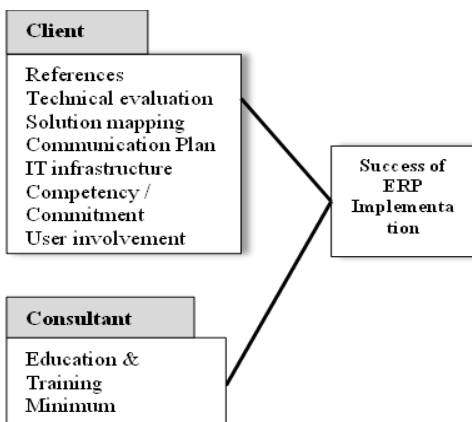 Client
References
Technical evaluation
Solution mapping
Communication Plan
IT infrastructure
Competency /
Commitment
User involvement
Success of
ERP
Implementa
tion
Consultant
Education &
Training
Minimum